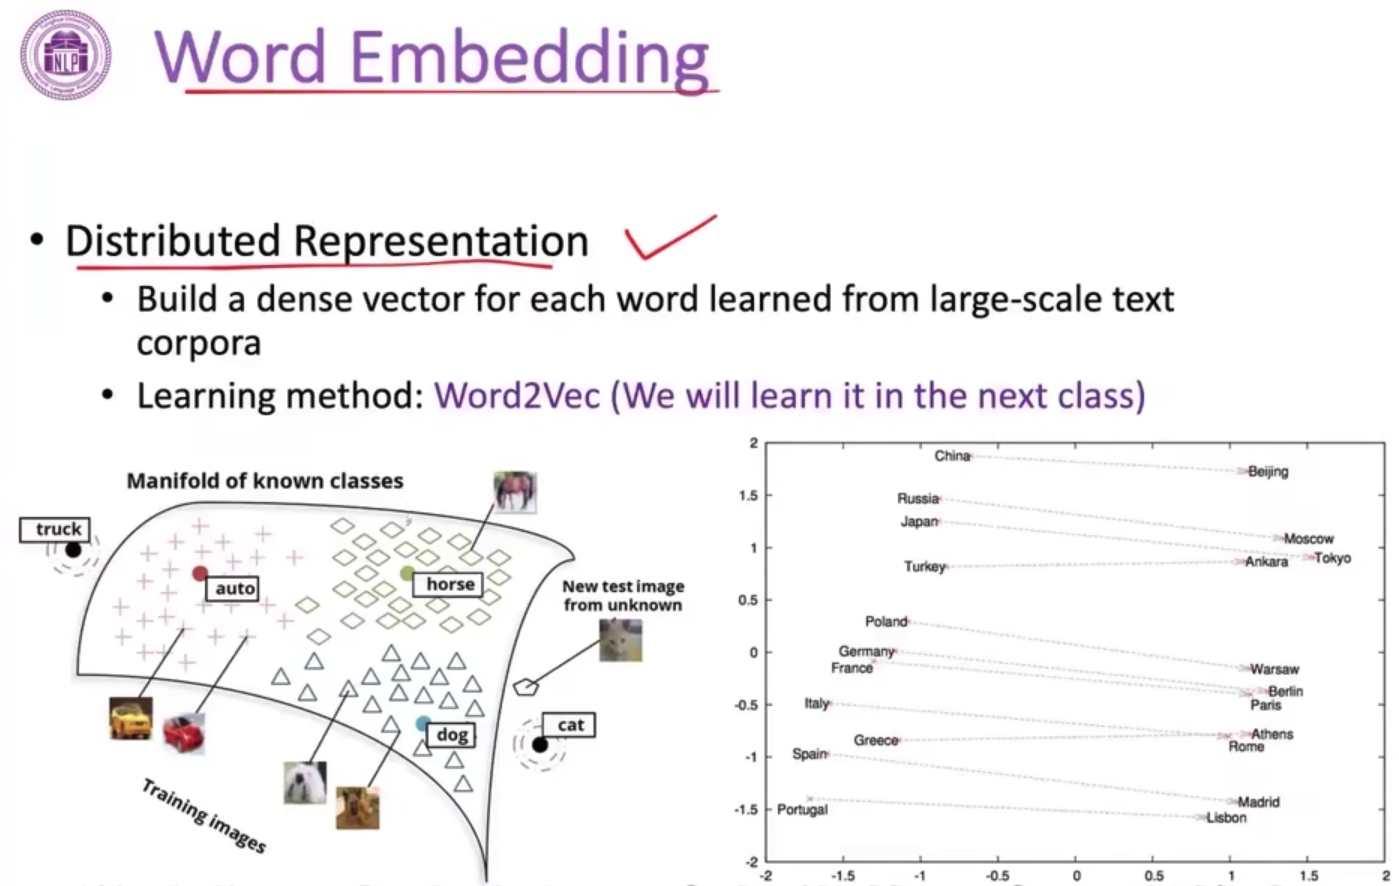 NLP
Word Embedding
• Distributed Representation
• Build a dense vector for each word learned from large-scale text
corpora
• Learning method: Word2Vec (We will learn it in the next class)
Manifold of known classes
truck
auto
horse
New test image
from unknown
cat
dog
Training images
2
1.5
1
0.5
0
-0.5
-1
-1.5
-2
China
Beijing
Russia
Japan
Moscow
Tokyo
Turkey
Ankara
Poland
Germany
France
Warsaw
Berlin
Paris
Italy
Greece
Athens
Rome
Spain
Madrid
Portugal
Lisbon
-2
-1.5
-1
-0.5
0
0.5
1
1.5
2